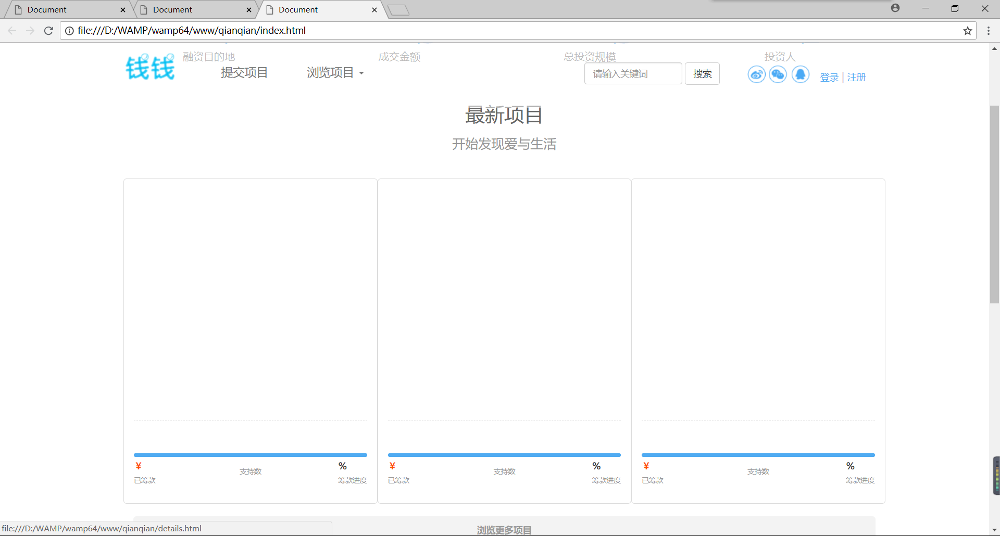 Document
Document
Document
file:///D:/WAMP/wamp64/www/qianqian/index.html
融资目的地
成交金额
总投资规模
投资人
钱钱
提交项目
浏览项目
请输入关键词
搜索
登录 | 注册
最新项目
开始发现爱与生活
¥
%
已筹款
支持数
筹款进度
¥
%
已筹款
支持数
筹款进度
¥
%
已筹款
支持数
筹款进度
浏览更多项目
file:///D:/WAMP/wamp64/www/qianqian/details.html